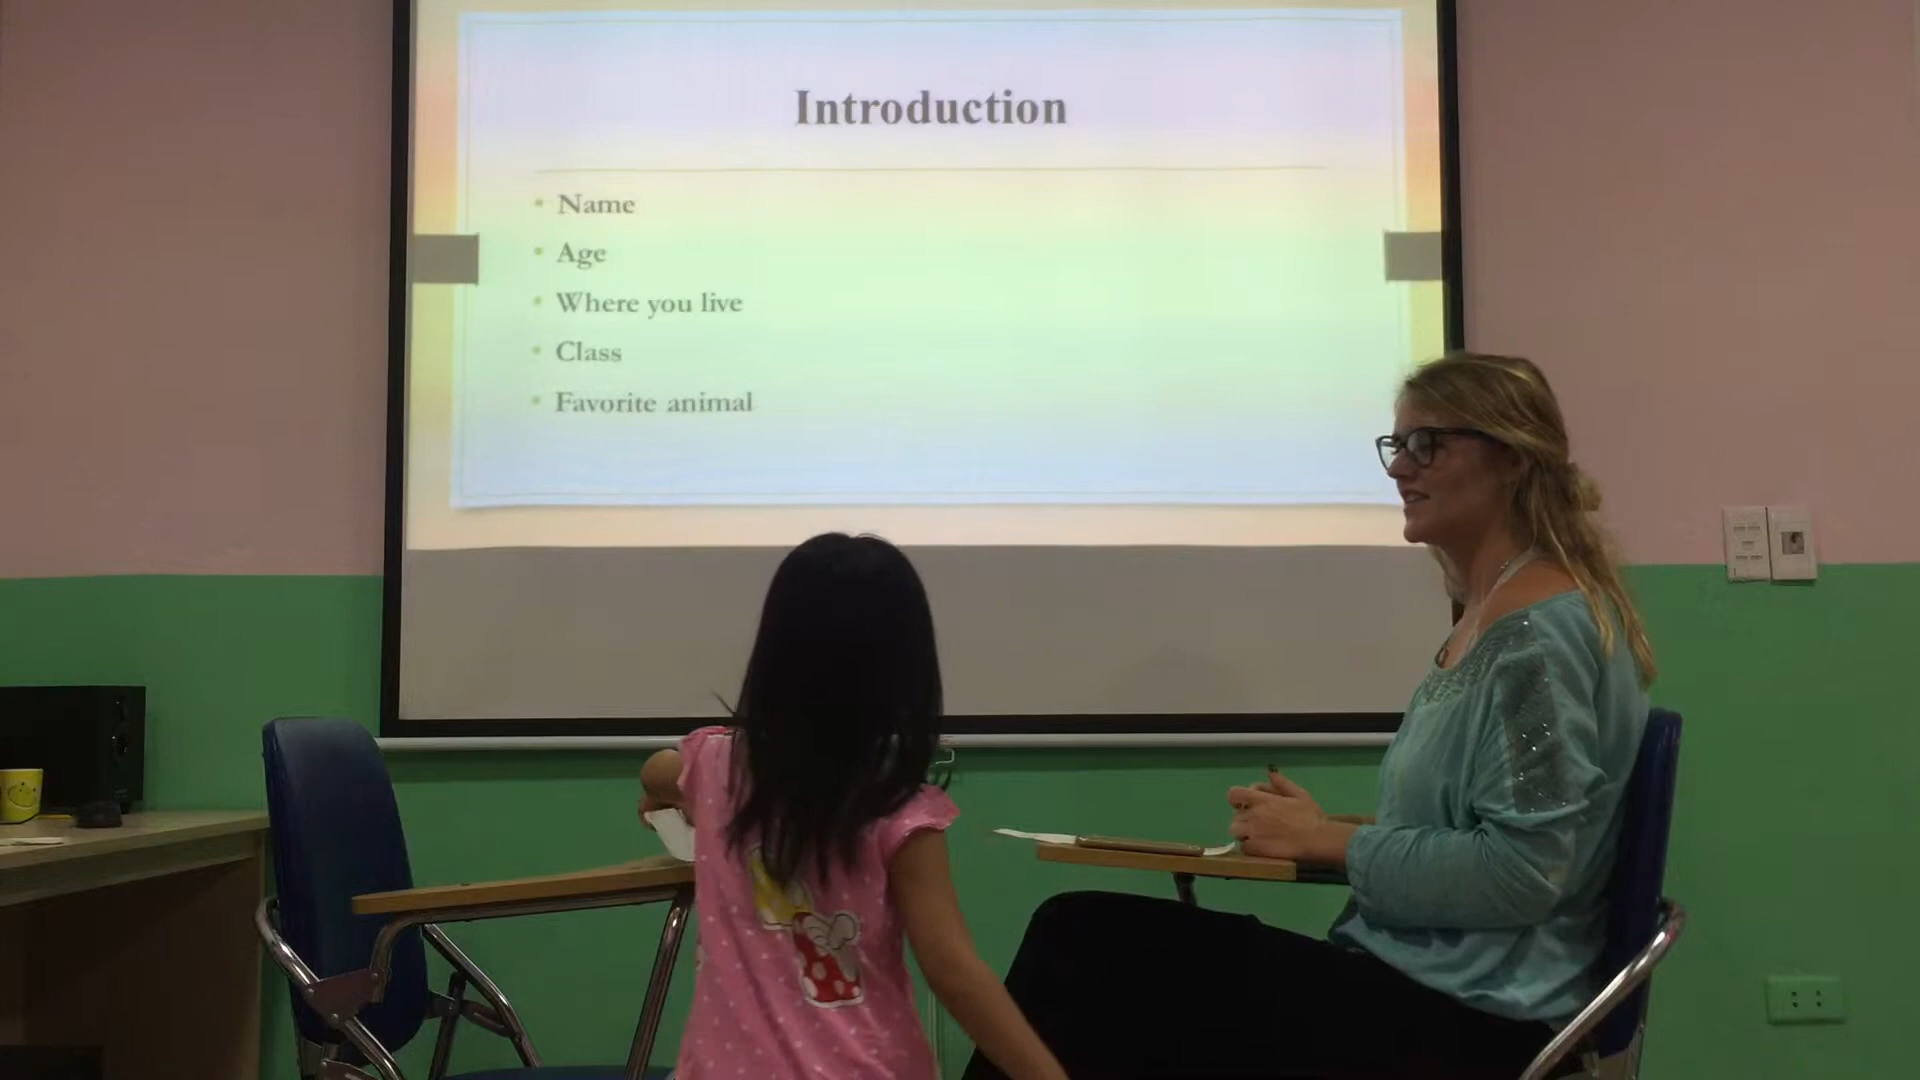 Introduction
• Name
• Age
• Where you live
• Class
• Favorite animal